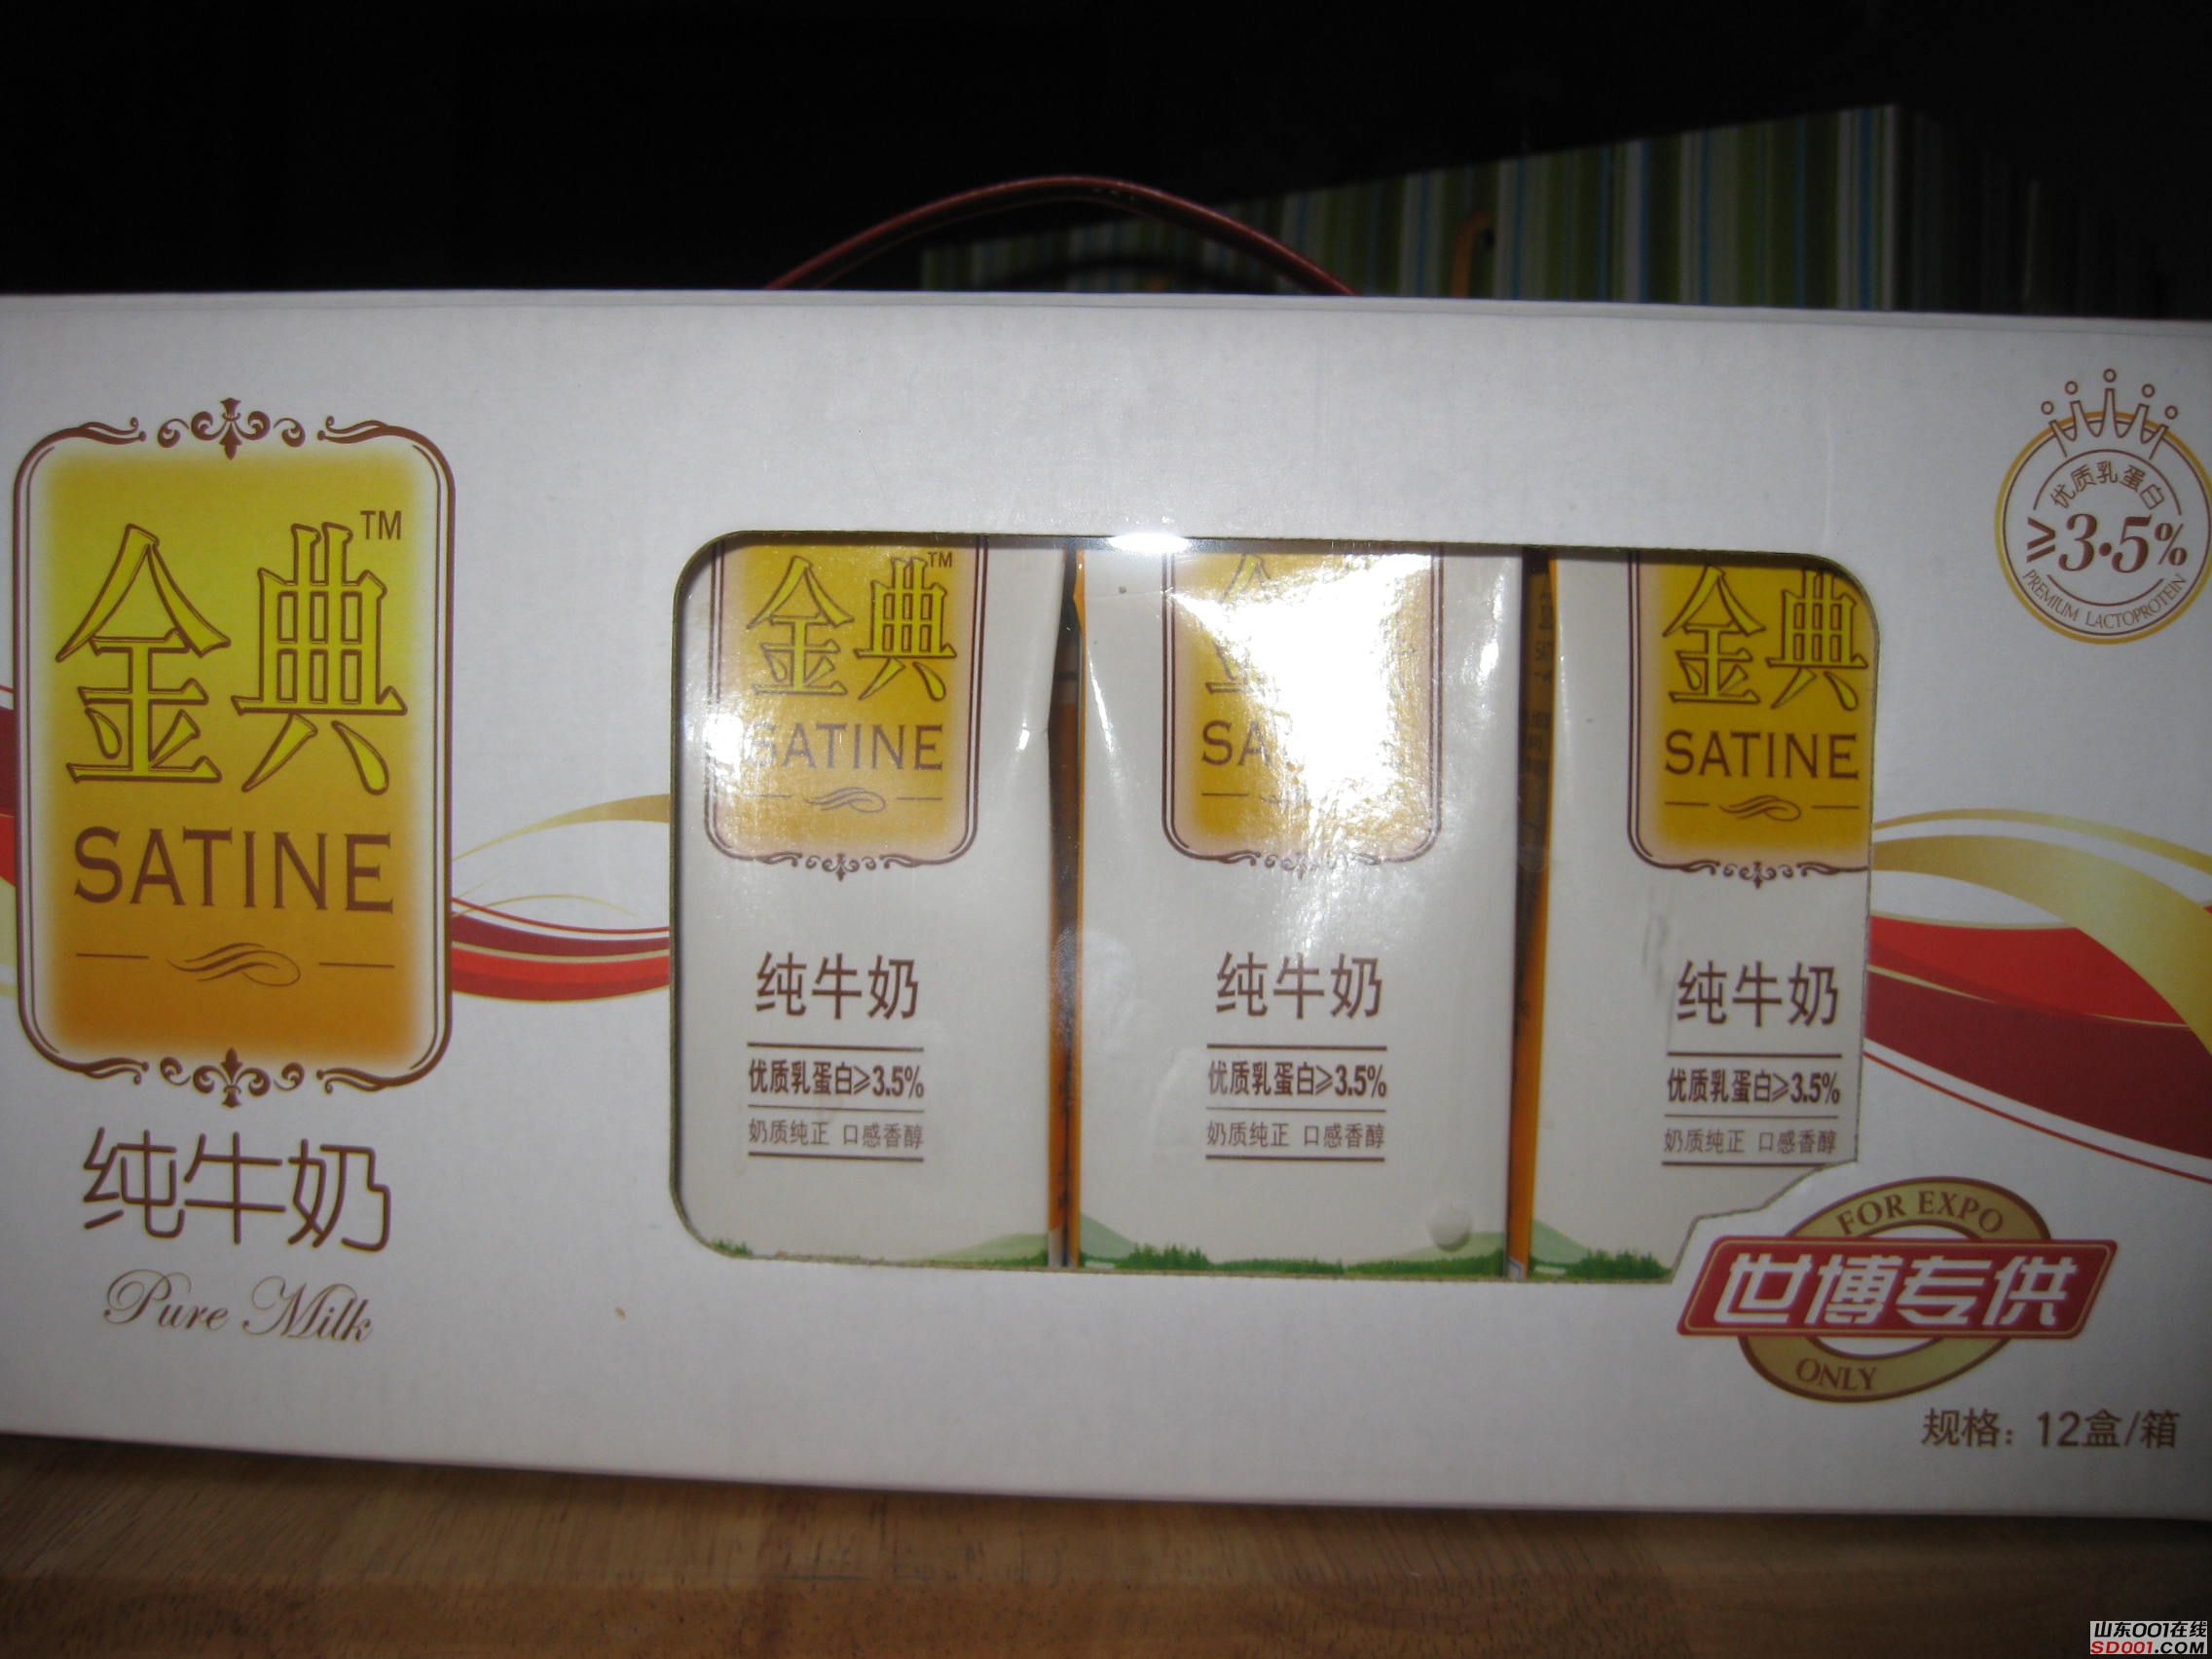 金典™
SATINE
纯牛奶
Pure Milk
金典™
SATINE
纯牛奶
优质乳蛋白≥3.5%
奶质纯正 口感香醇
纯牛奶
优质乳蛋白≥3.5%
奶质纯正 口感香醇
金典
SATINE
纯牛奶
优质乳蛋白≥3.5%
奶质纯正 口感香醇
优质乳蛋白
≥3.5%
PREMIUM LACTOPROTEIN
FOR EXPO
世博专供
ONLY
规格：12盒/箱
山东001在线
SD001.COM